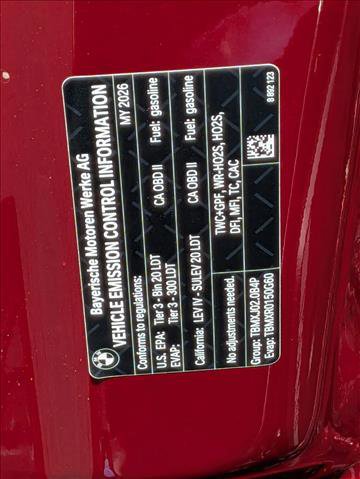 Bayerische Motoren Werke AG
VEHICLE EMISSION CONTROL INFORMATION
Conforms to regulations: MY 2026
U.S. EPA: Tier 3 - Bin 20 LDT CA OBD II Fuel: gasoline
EVAP: Tier 3 - 300 LDT
California: LEV IV - SULEV 20 LDT CA OBD II Fuel: gasoline
No adjustments needed. TWC+GPF, WR-HO2S, HO2S,
DFI, MFI, TC, CAC
Group: TBMXJ02.0B4P
Evap: TBMXR0150G60
8 892 123